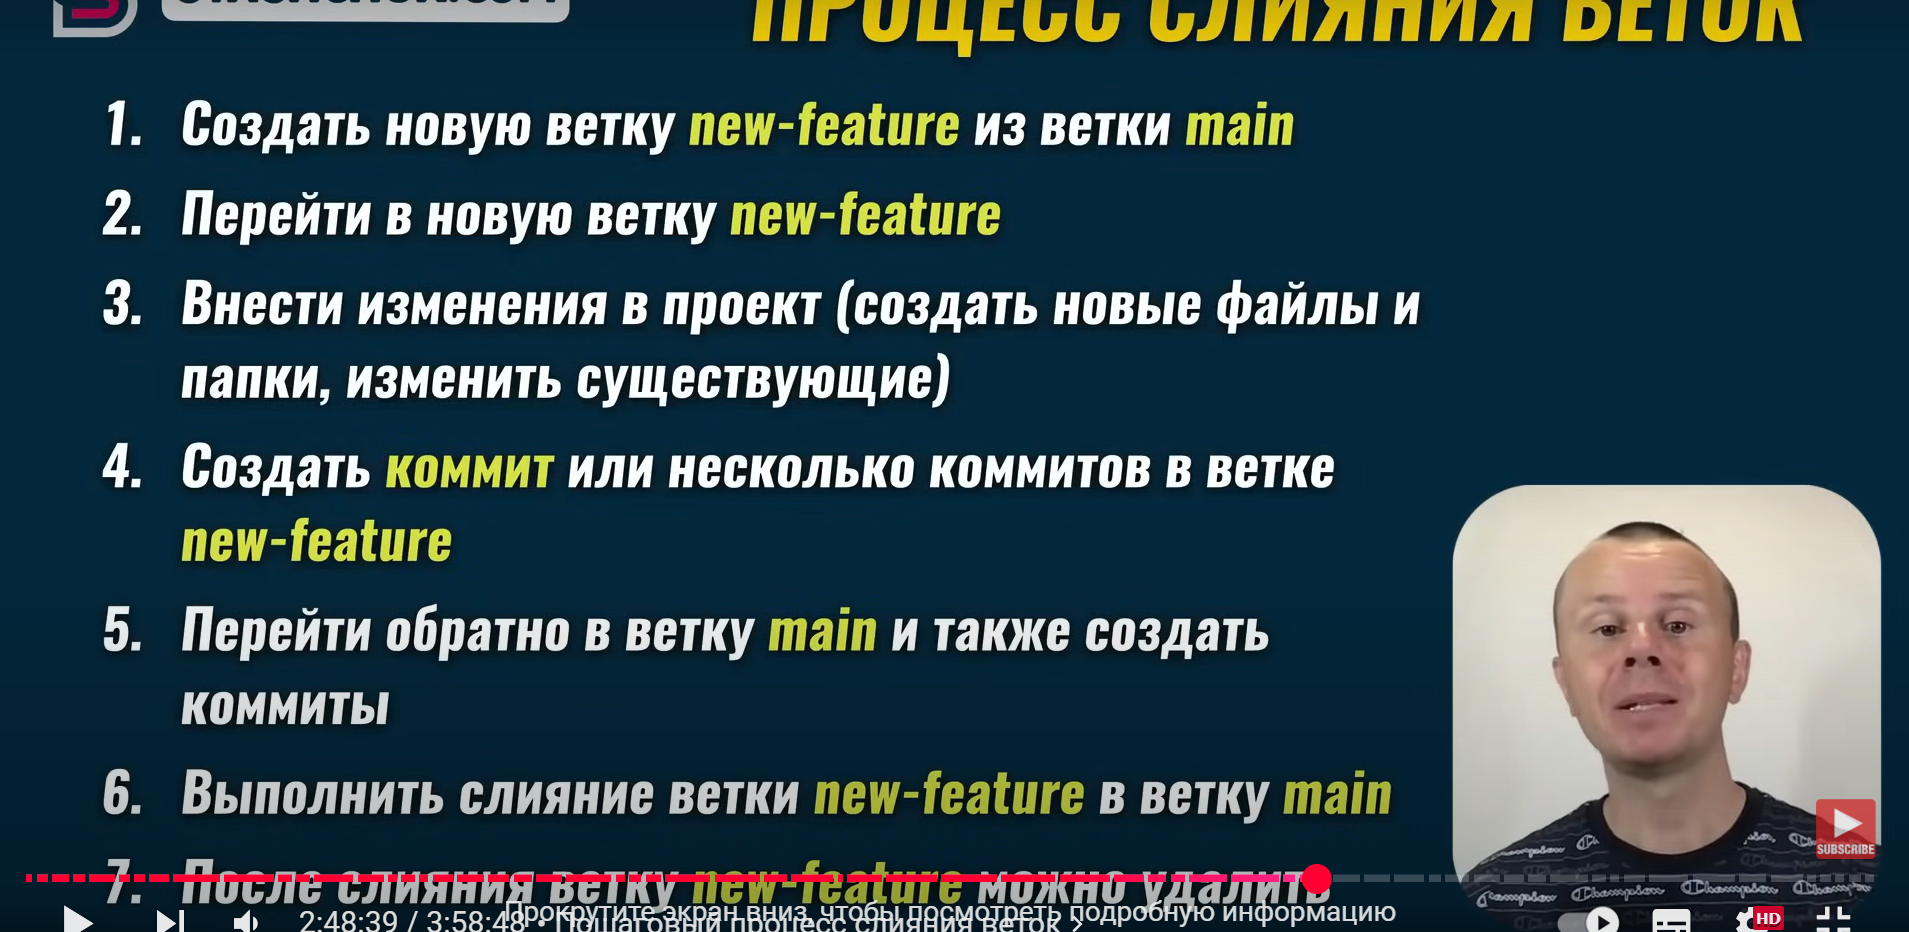 ПРОЦЕСС СЛИЯНИЯ ВЕТОК
1. Создать новую ветку new-feature из ветки main
2. Перейти в новую ветку new-feature
3. Внести изменения в проект (создать новые файлы и
папки, изменить существующие)
4. Создать коммит или несколько коммитов в ветке
new-feature
5. Перейти обратно в ветку main и также создать
коммиты
6. Выполнить слияние ветки new-feature в ветку main
SUBSCRIBE
7. После слияния ветку new-feature можно удалить
Champion Champion
Прокрутите экран вниз, чтобы посмотреть подробную информацию
2:48:39 / 3:58:48 • Пошаговый процесс слияния веток >
HD